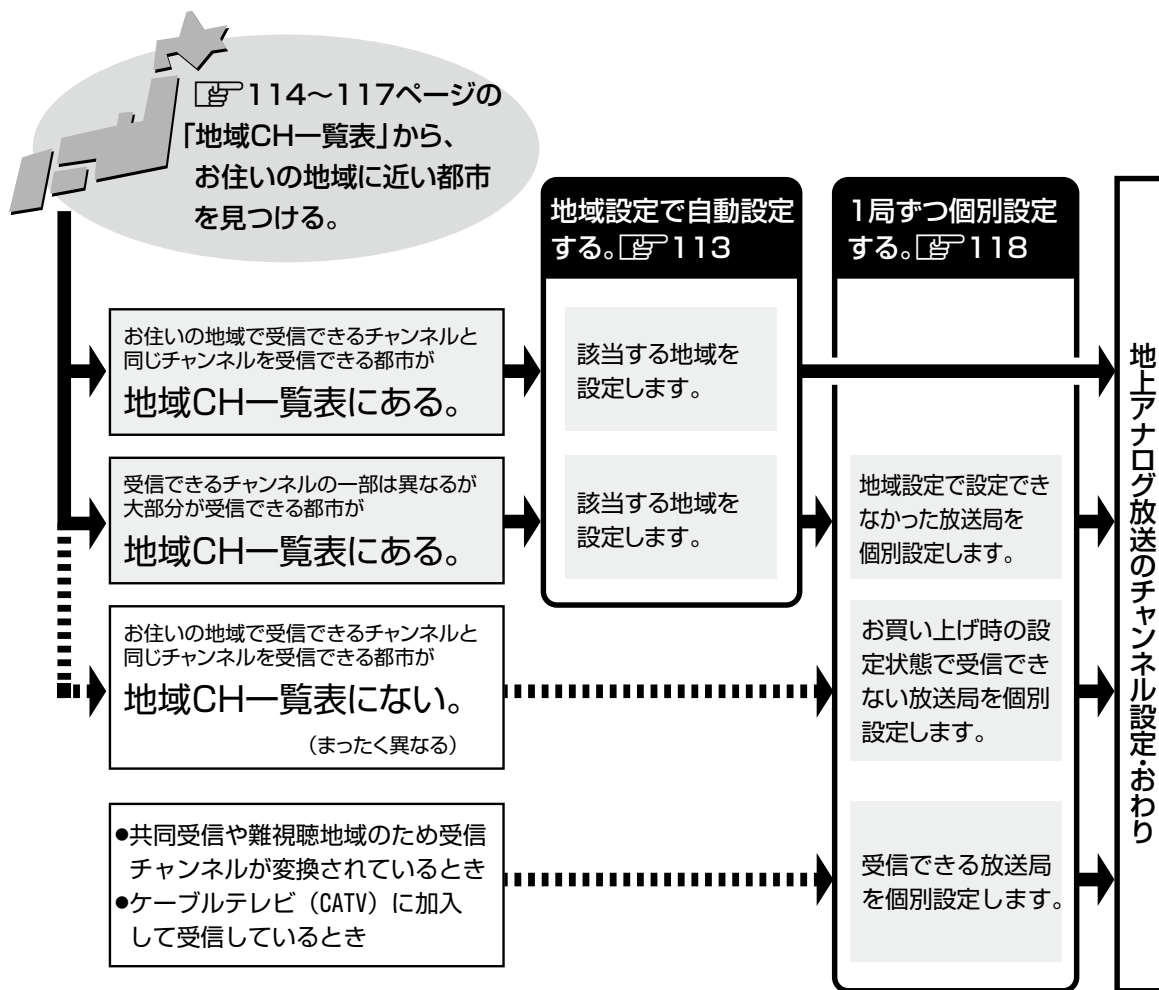 ☞114〜117ページの
「地域CH一覧表」から、
お住いの地域に近い都市
を見つける。
地域設定で自動設定
する。☞113
1局ずつ個別設定
する。☞118
お住いの地域で受信できるチャンネルと
同じチャンネルを受信できる都市が
地域CH一覧表にある。
該当する地域を
設定します。
受信できるチャンネルの一部は異なるが
大部分が受信できる都市が
地域CH一覧表にある。
該当する地域を
設定します。
地域設定で設定でき
なかった放送局を
個別設定します。
お住いの地域で受信できるチャンネルと
同じチャンネルを受信できる都市が
地域CH一覧表にない。
(まったく異なる)
お買い上げ時の設
定状態で受信でき
ない放送局を個別
設定します。
●共同受信や難視聴地域のため受信
チャンネルが変換されているとき
●ケーブルテレビ(CATV)に加入
して受信しているとき
受信できる放送局
を個別設定します。
地上アナログ放送のチャンネル設定・おわり